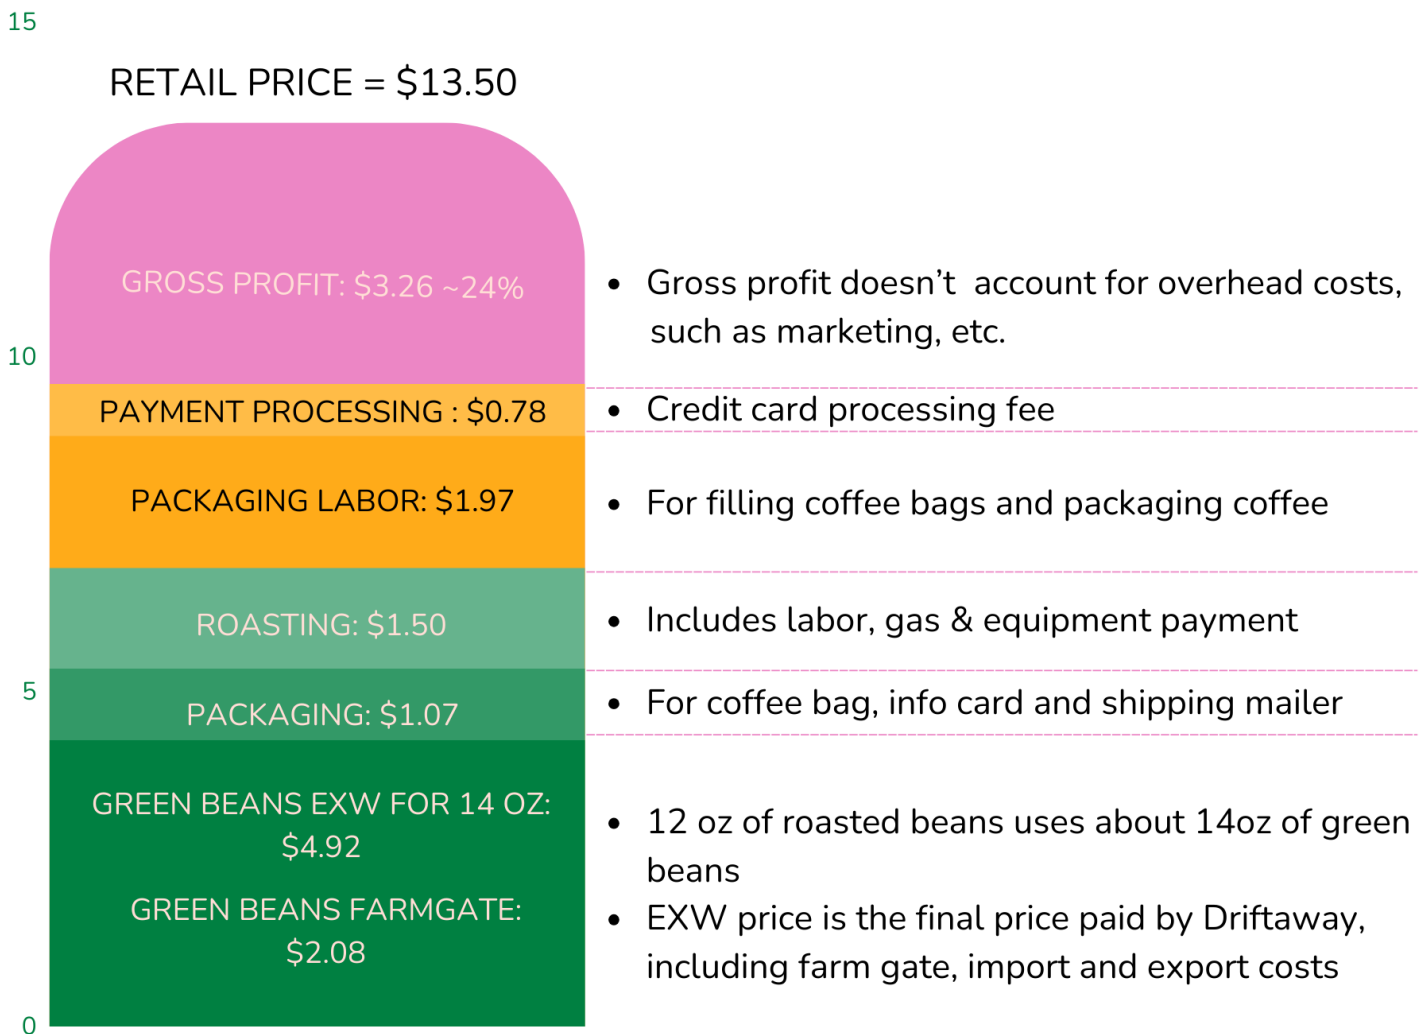 15
RETAIL PRICE = $13.50
GROSS PROFIT: $3.26 ~24%
• Gross profit doesn't  account for overhead costs,
such as marketing, etc.
10
PAYMENT PROCESSING : $0.78
• Credit card processing fee
PACKAGING LABOR: $1.97
• For filling coffee bags and packaging coffee
ROASTING: $1.50
• Includes labor, gas & equipment payment
5
PACKAGING: $1.07
• For coffee bag, info card and shipping mailer
GREEN BEANS EXW FOR 14 OZ:
$4.92
GREEN BEANS FARMGATE:
$2.08
• 12 oz of roasted beans uses about 14oz of green
beans
• EXW price is the final price paid by Driftaway,
including farm gate, import and export costs
0